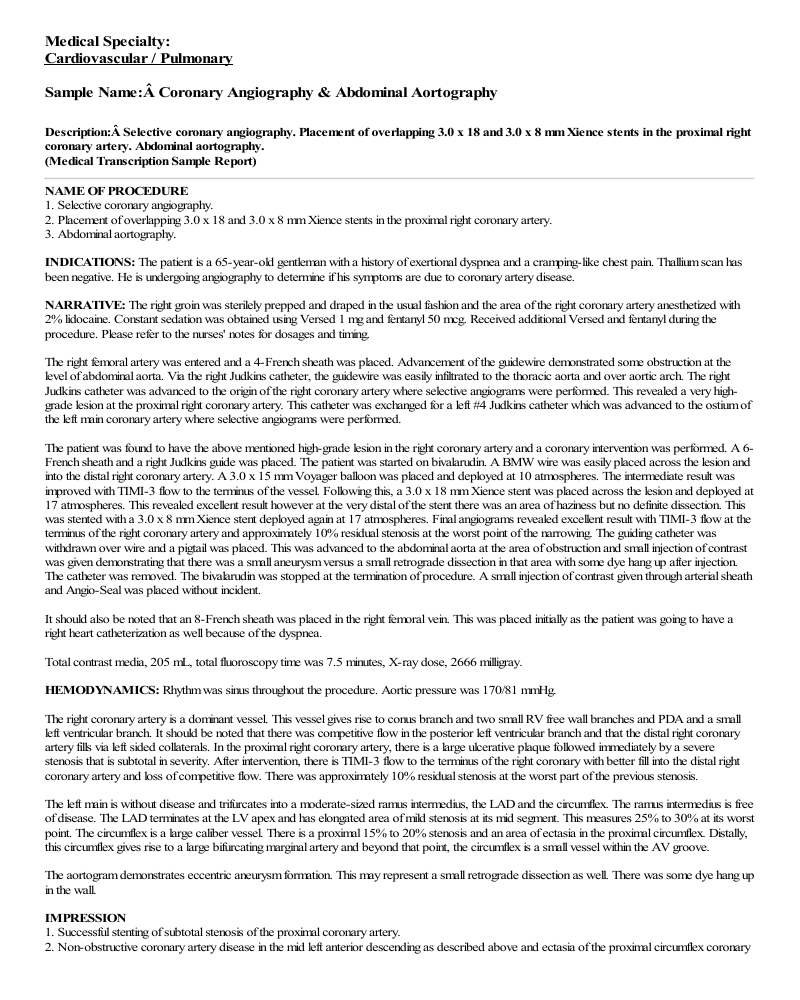 Medical Specialty:
Cardiovascular / Pulmonary
Sample Name:Â Coronary Angiography & Abdominal Aortography
Description:Â Selective coronary angiography. Placement of overlapping 3.0 x 18 and 3.0 x 8 mm Xience stents in the proximal right
coronary artery. Abdominal aortography.
(Medical Transcription Sample Report)
NAME OF PROCEDURE
1. Selective coronary angiography.
2. Placement of overlapping 3.0 x 18 and 3.0 x 8 mm Xience stents in the proximal right coronary artery.
3. Abdominal aortography.
INDICATIONS: The patient is a 65-year-old gentleman with a history of exertional dyspnea and a cramping-like chest pain. Thallium scan has
been negative. He is undergoing angiography to determine if his symptoms are due to coronary artery disease.
NARRATIVE: The right groin was sterilely prepped and draped in the usual fashion and the area of the right coronary artery anesthetized with
2% lidocaine. Constant sedation was obtained using Versed 1 mg and fentanyl 50 mcg. Received additional Versed and fentanyl during the
procedure. Please refer to the nurses' notes for dosages and timing.
The right femoral artery was entered and a 4-French sheath was placed. Advancement of the guidewire demonstrated some obstruction at the
level of abdominal aorta. Via the right Judkins catheter, the guidewire was easily infiltrated to the thoracic aorta and over aortic arch. The right
Judkins catheter was advanced to the origin of the right coronary artery where selective angiograms were performed. This revealed a very high-
grade lesion at the proximal right coronary artery. This catheter was exchanged for a left #4 Judkins catheter which was advanced to the ostium of
the left main coronary artery where selective angiograms were performed.
The patient was found to have the above mentioned high-grade lesion in the right coronary artery and a coronary intervention was performed. A 6-
French sheath and a right Judkins guide was placed. The patient was started on bivalarudin. A BMW wire was easily placed across the lesion and
into the distal right coronary artery. A 3.0 x 15 mm Voyager balloon was placed and deployed at 10 atmospheres. The intermediate result was
improved with TIMI-3 flow to the terminus of the vessel. Following this, a 3.0 x 18 mm Xience stent was placed across the lesion and deployed at
17 atmospheres. This revealed excellent result however at the very distal of the stent there was an area of haziness but no definite dissection. This
was stented with a 3.0 x 8 mm Xience stent deployed again at 17 atmospheres. Final angiograms revealed excellent result with TIMI-3 flow at the
terminus of the right coronary artery and approximately 10% residual stenosis at the worst point of the narrowing. The guiding catheter was
withdrawn over wire and a pigtail was placed. This was advanced to the abdominal aorta at the area of obstruction and small injection of contrast
was given demonstrating that there was a small aneurysm versus a small retrograde dissection in that area with some dye hang up after injection.
The catheter was removed. The bivalarudin was stopped at the termination of procedure. A small injection of contrast given through arterial sheath
and Angio-Seal was placed without incident.
It should also be noted that an 8-French sheath was placed in the right femoral vein. This was placed initially as the patient was going to have a
right heart catheterization as well because of the dyspnea.
Total contrast media, 205 mL, total fluoroscopy time was 7.5 minutes, X-ray dose, 2666 milligray.
HEMODYNAMICS: Rhythm was sinus throughout the procedure. Aortic pressure was 170/81 mmHg.
The right coronary artery is a dominant vessel. This vessel gives rise to conus branch and two small RV free wall branches and PDA and a small
left ventricular branch. It should be noted that there was competitive flow in the posterior left ventricular branch and that the distal right coronary
artery fills via left sided collaterals. In the proximal right coronary artery, there is a large ulcerative plaque followed immediately by a severe
stenosis that is subtotal in severity. After intervention, there is TIMI-3 flow to the terminus of the right coronary with better fill into the distal right
coronary artery and loss of competitive flow. There was approximately 10% residual stenosis at the worst part of the previous stenosis.
The left main is without disease and trifurcates into a moderate-sized ramus intermedius, the LAD and the circumflex. The ramus intermedius is free
of disease. The LAD terminates at the LV apex and has elongated area of mild stenosis at its mid segment. This measures 25% to 30% at its worst
point. The circumflex is a large caliber vessel. There is a proximal 15% to 20% stenosis and an area of ectasia in the proximal circumflex. Distally,
this circumflex gives rise to a large bifurcating marginal artery and beyond that point, the circumflex is a small vessel within the AV groove.
The aortogram demonstrates eccentric aneurysm formation. This may represent a small retrograde dissection as well. There was some dye hang up
in the wall.
IMPRESSION
1. Successful stenting of subtotal stenosis of the proximal coronary artery.
2. Non-obstructive coronary artery disease in the mid left anterior descending as described above and ectasia of the proximal circumflex coronary